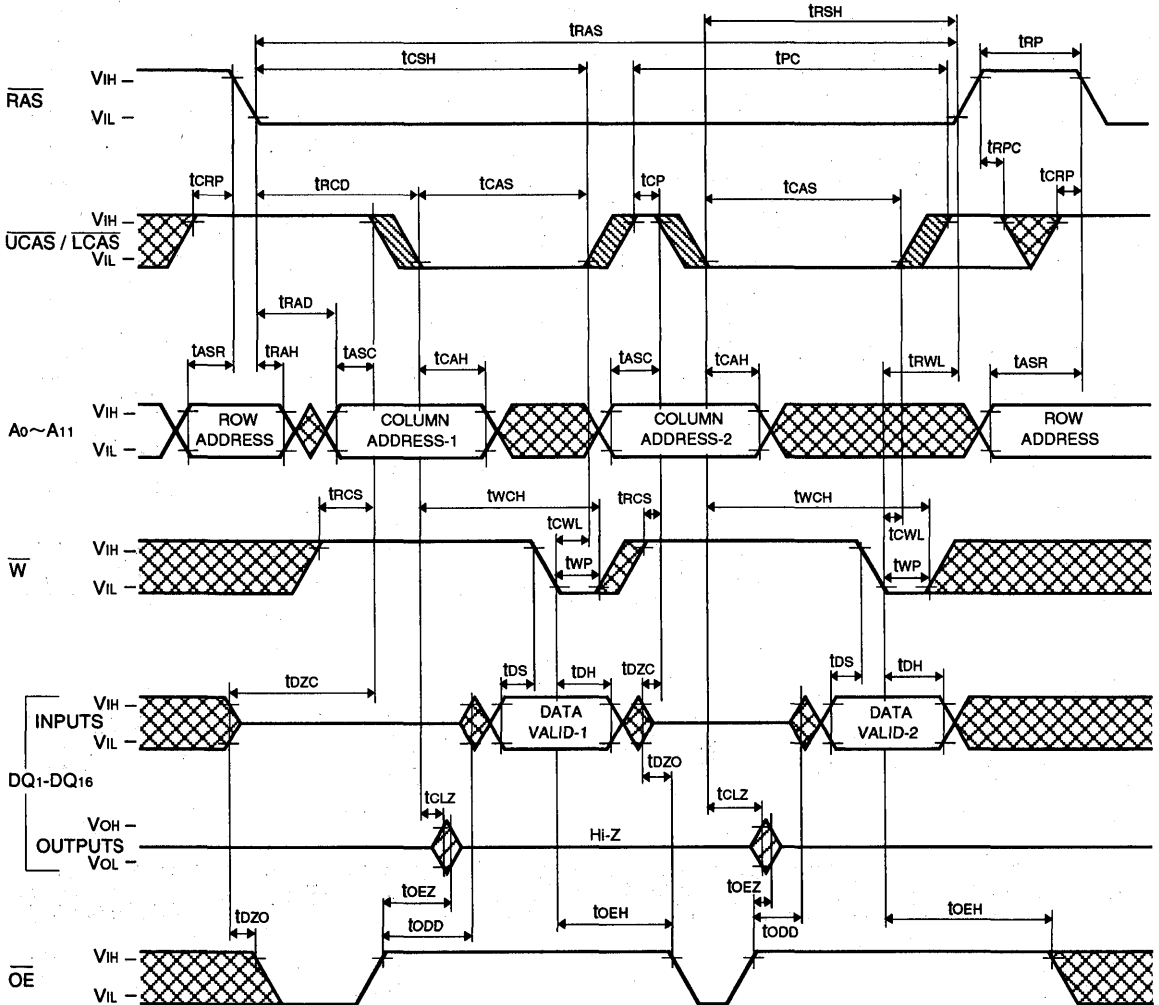 tRSH
tRAS
tRP
tCSH
tPC
RAS
VIH
VIL
tRPC
tCRP
tRCD
tCAS
tCP
tCAS
tCRP
UCAS / LCAS
VIH
VIL
tRAD
tASR
tRAH
tASC
tCAH
tASC
tCAH
tRWL
tASR
A0~A11
VIH
VIL
ROW ADDRESS
COLUMN ADDRESS-1
COLUMN ADDRESS-2
ROW ADDRESS
tRCS
tWCH
tRCS
tWCH
tCWL
tCWL
tWP
tWP
W
VIH
VIL
tDZC
tDS
tDH
tDZC
tDS
tDH
DQ1-DQ16
INPUTS
VIH
VIL
DATA VALID-1
DATA VALID-2
tDZO
tCLZ
tCLZ
OUTPUTS
VOH
VOL
Hi-Z
tOEZ
tOEZ
tDZO
tODD
tOEH
tODD
tOEH
OE
VIH
VIL